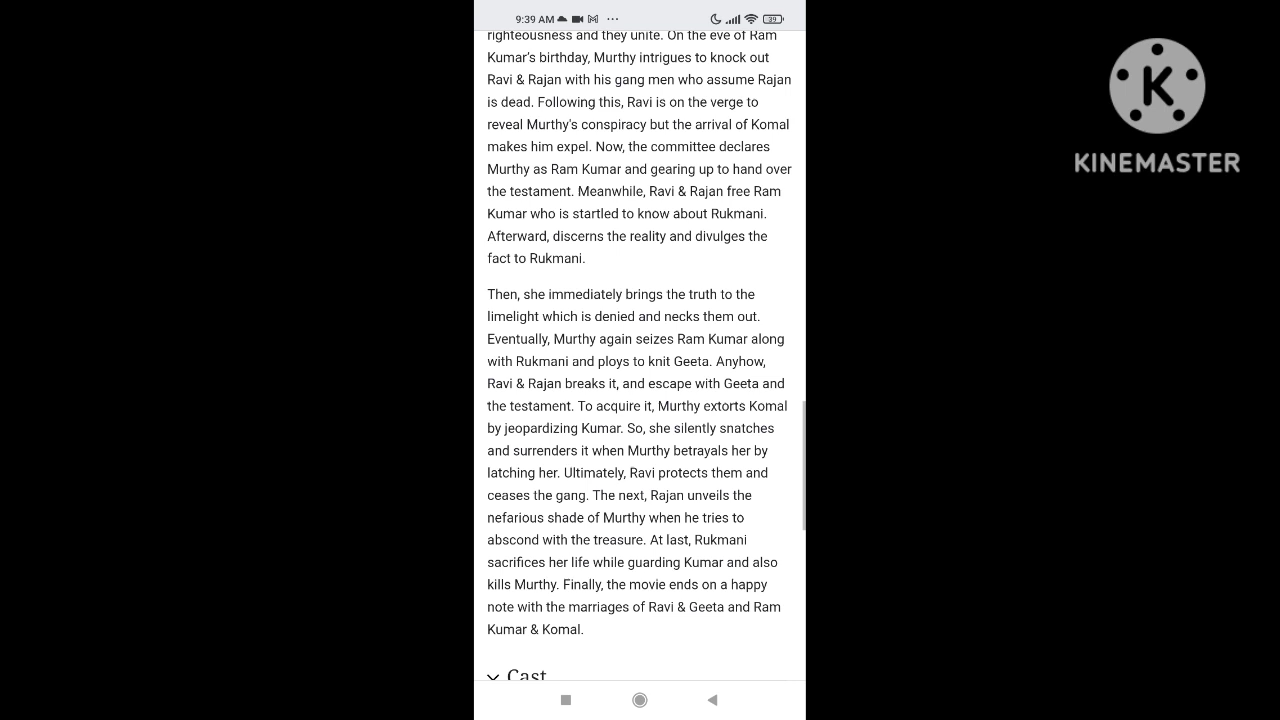 9:39 AM
39
righteousness and they unite. On the eve of Ram
Kumar's birthday, Murthy intrigues to knock out
Ravi & Rajan with his gang men who assume Rajan
is dead. Following this, Ravi is on the verge to
reveal Murthy's conspiracy but the arrival of Komal
makes him expel. Now, the committee declares
Murthy as Ram Kumar and gearing up to hand over
the testament. Meanwhile, Ravi & Rajan free Ram
Kumar who is startled to know about Rukmani.
Afterward, discerns the reality and divulges the
fact to Rukmani.
Then, she immediately brings the truth to the
limelight which is denied and necks them out.
Eventually, Murthy again seizes Ram Kumar along
with Rukmani and ploys to knit Geeta. Anyhow,
Ravi & Rajan breaks it, and escape with Geeta and
the testament. To acquire it, Murthy extorts Komal
by jeopardizing Kumar. So, she silently snatches
and surrenders it when Murthy betrayals her by
latching her. Ultimately, Ravi protects them and
ceases the gang. The next, Rajan unveils the
nefarious shade of Murthy when he tries to
abscond with the treasure. At last, Rukmani
sacrifices her life while guarding Kumar and also
kills Murthy. Finally, the movie ends on a happy
note with the marriages of Ravi & Geeta and Ram
Kumar & Komal.
Cast
K
KINEMASTER